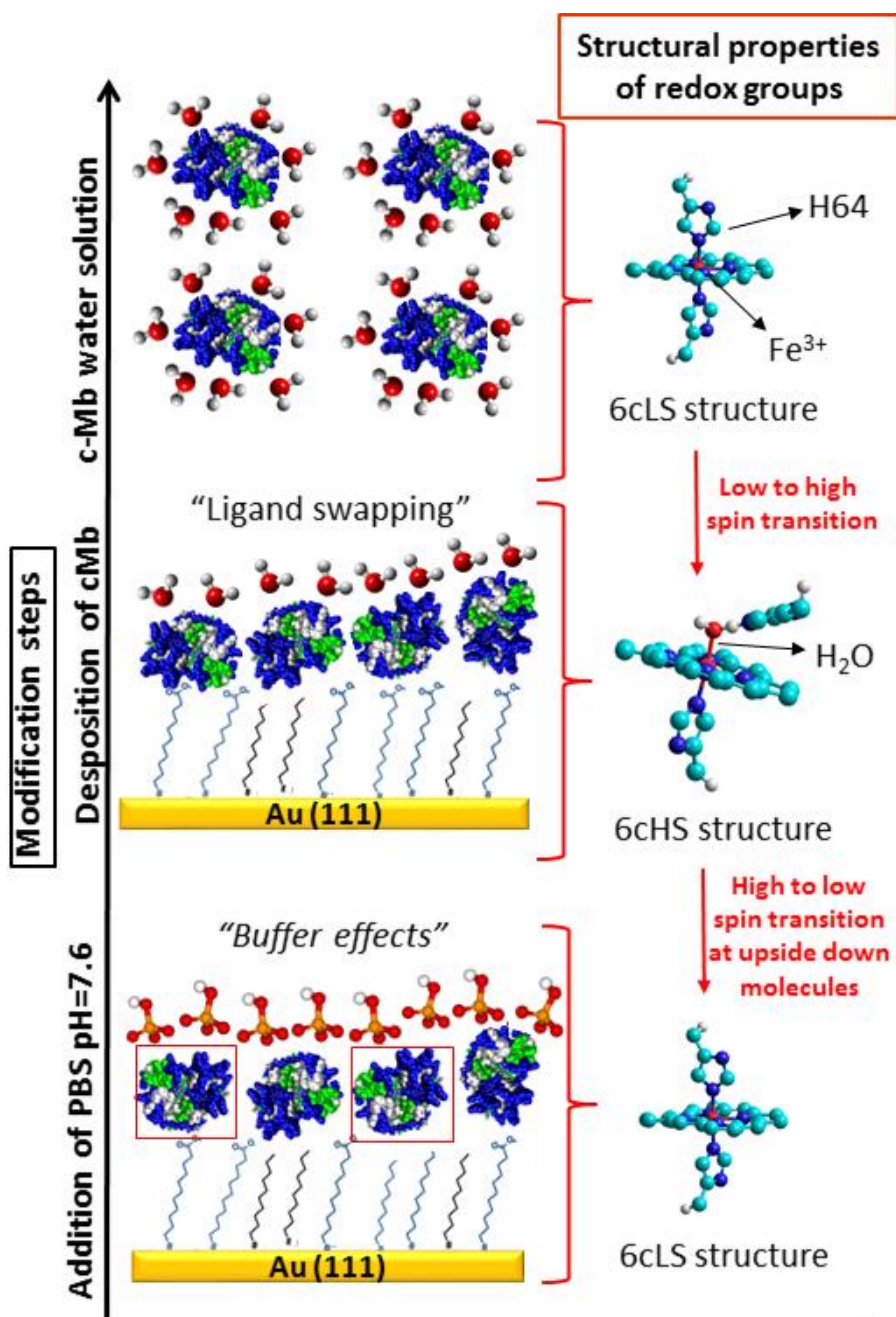 Structural properties
of redox groups
c-Mb water solution
H64
Fe³⁺
6cLS structure
Low to high
spin transition
Modification steps
Desposition of cMb
“Ligand swapping”
H₂O
Au (111)
6cHS structure
High to low
spin transition
at upside down
molecules
Addition of PBS pH=7.6
“Buffer effects”
Au (111)
6cLS structure